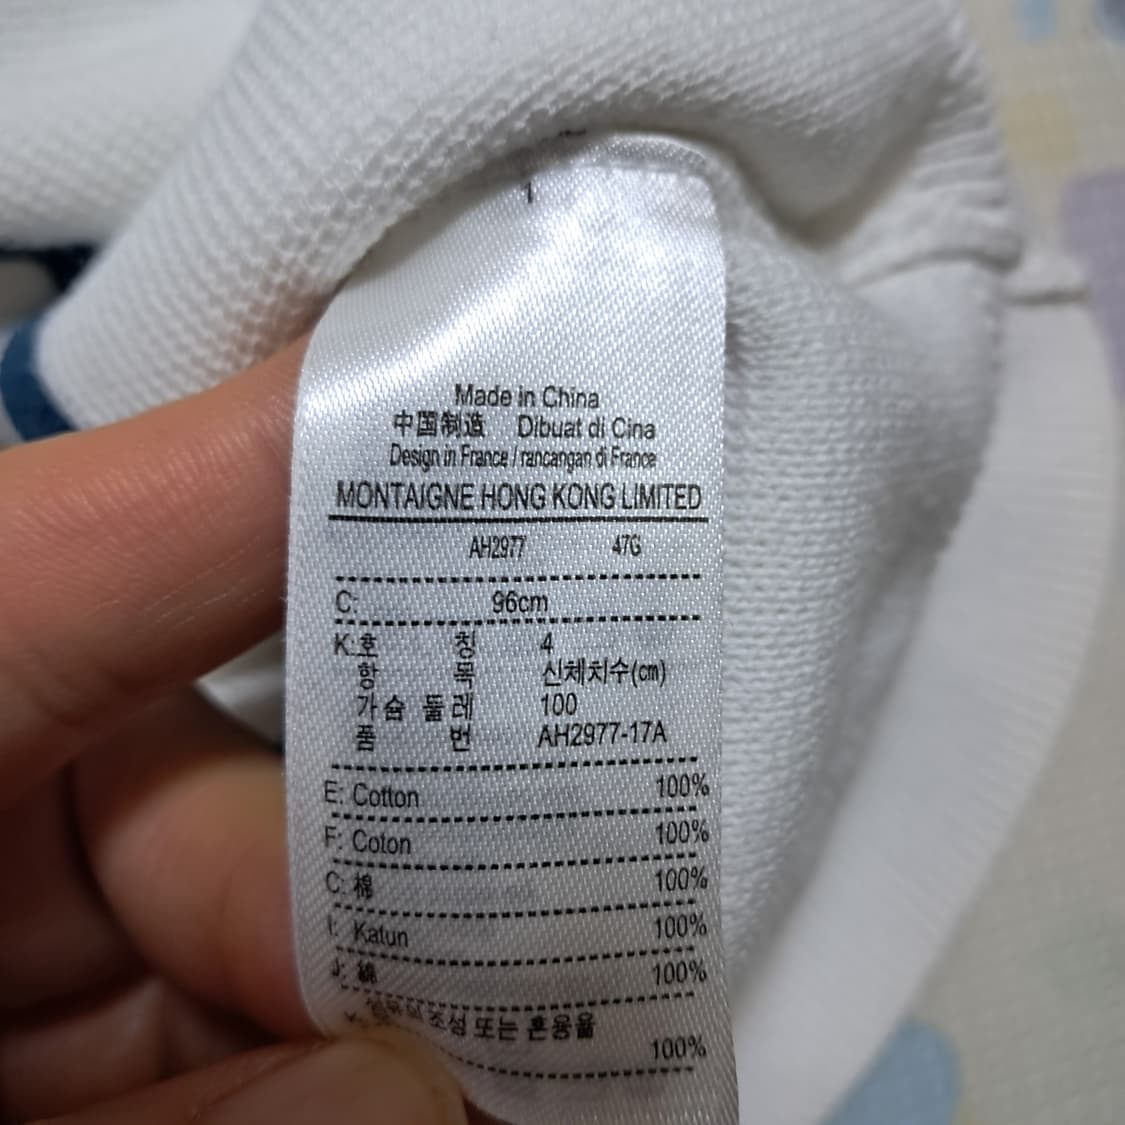 Made in China
中国制造 Dibuat di Cina
Design in France / rancangan di France
MONTAIGNE HONG KONG LIMITED
AH2977 47G
C: 96cm
K: 호 칭 4
항 목 신체치수(cm)
가슴 둘레 100
품 번 AH2977-17A
E: Cotton 100%
F: Coton 100%
C: 棉 100%
I: Katun 100%
J: 綿 100%
K: 섬유의 조성 또는 혼용율
100%